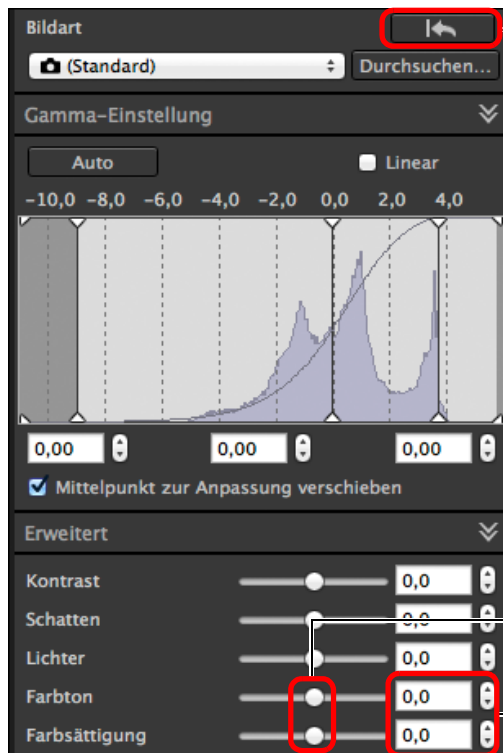 Bildart
(Standard)
Durchsuchen...
Gamma-Einstellung
Auto
Linear
-10,0 -8,0 -6,0 -4,0 -2,0 0,0 2,0 4,0
0,00 0,00 0,00
Mittelpunkt zur Anpassung verschieben
Erweitert
Kontrast 0,0
Schatten 0,0
Lichter 0,0
Farbton 0,0
Farbsättigung 0,0